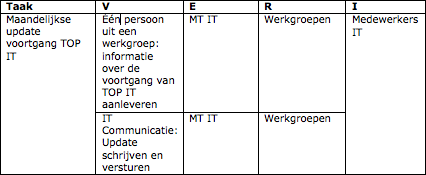 Taak V E R I
Maandelijkse update voortgang TOP IT
Één persoon uit een werkgroep: informatie over de voortgang van TOP IT aanleveren
MT IT
Werkgroepen
Medewerkers IT
IT Communicatie: Update schrijven en versturen
MT IT
Werkgroepen